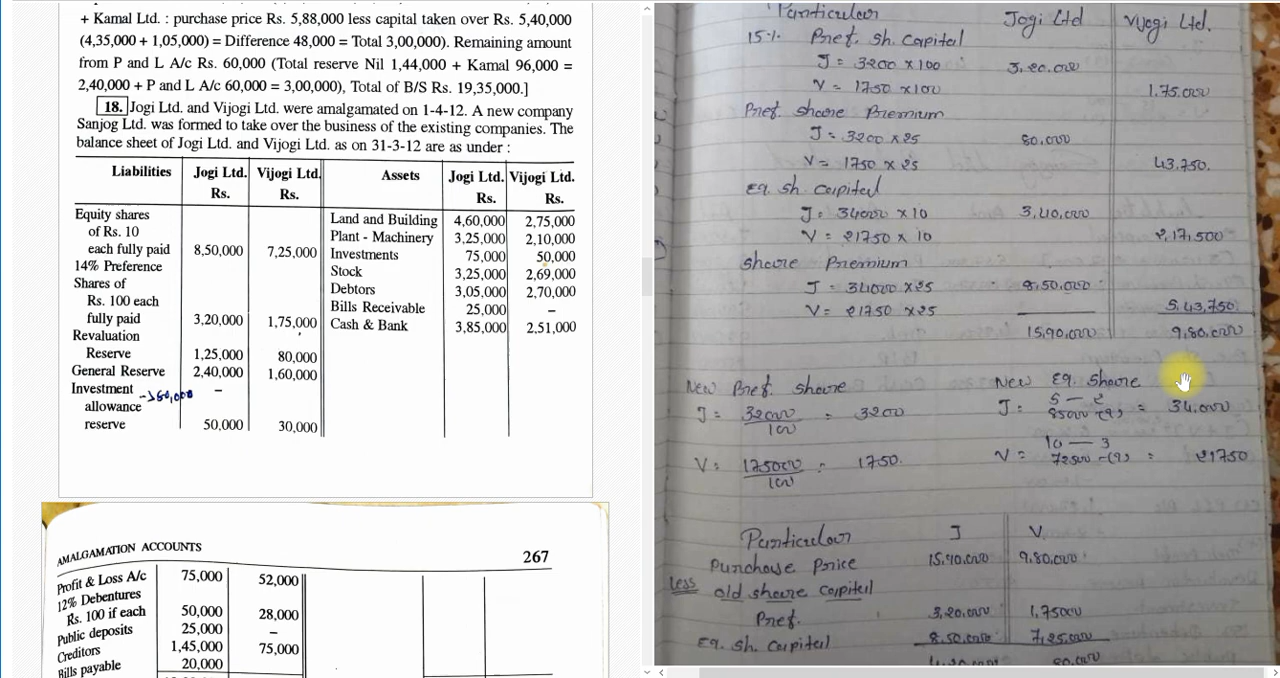 + Kamal Ltd. : purchase price Rs. 5,88,000 less capital taken over Rs. 5,40,000
(4,35,000 + 1,05,000) = Difference 48,000 = Total 3,00,000). Remaining amount
from P and L A/c Rs. 60,000 (Total reserve Nil 1,44,000 + Kamal 96,000 =
2,40,000 + P and L A/c 60,000 = 3,00,000), Total of B/S Rs. 19,35,000.]
18. Jogi Ltd. and Vijogi Ltd. were amalgamated on 1-4-12. A new company
Sanjog Ltd. was formed to take over the business of the existing companies. The
balance sheet of Jogi Ltd. and Vijogi Ltd. as on 31-3-12 are as under :
Liabilities Jogi Ltd. Vijogi Ltd. Assets Jogi Ltd. Vijogi Ltd.
Rs. Rs. Rs. Rs.
Equity shares Land and Building 4,60,000 2,75,000
of Rs. 10 Plant - Machinery 3,25,000 2,10,000
each fully paid 8,50,000 7,25,000 Investments 75,000 50,000
14% Preference Stock 3,25,000 2,69,000
Shares of Debtors 3,05,000 2,70,000
Rs. 100 each Bills Receivable 25,000 –
fully paid 3,20,000 1,75,000 Cash & Bank 3,85,000 2,51,000
Revaluation
Reserve 1,25,000 80,000
General Reserve 2,40,000 1,60,000
Investment -
allowance
reserve 50,000 30,000
AMALGAMATION ACCOUNTS 267
Profit & Loss A/c 75,000 52,000
12% Debentures
Rs. 100 if each 50,000 28,000
Public deposits 25,000 –
Creditors 1,45,000 75,000
Bills payable 20,000
Particular Jogi Ltd Vijogi Ltd.
15% Pref. Sh. Capital
J = 3200 x 100 3,20,000
V = 1750 x 100 1,75,000
Pref share Premium
J = 3200 x 25 80,000
V = 1750 x 25 43,750.
Eq. Sh. Capital
J = 34000 x 10 3,40,000
V = 21750 x 10 2,17,500
Share Premium
J = 34000 x 25 8,50,000
V = 21750 x 25 5,43,750
15,90,000 9,80,000
New Pref. Share New Eq. Share
5 — 2
J = 320000 = 3200 J = 85000 - (?) = 34,000
100
10 — 3
V = 175000 = 1750. V = 72500 - (?) = 21750
100
Particular J V
Purchase Price 15,90,000 9,80,000
less old share capital
Pref. 3,20,000 1,75000
Eq. Sh. Capital 8,50,000 7,25,000
4,20,000 80,000